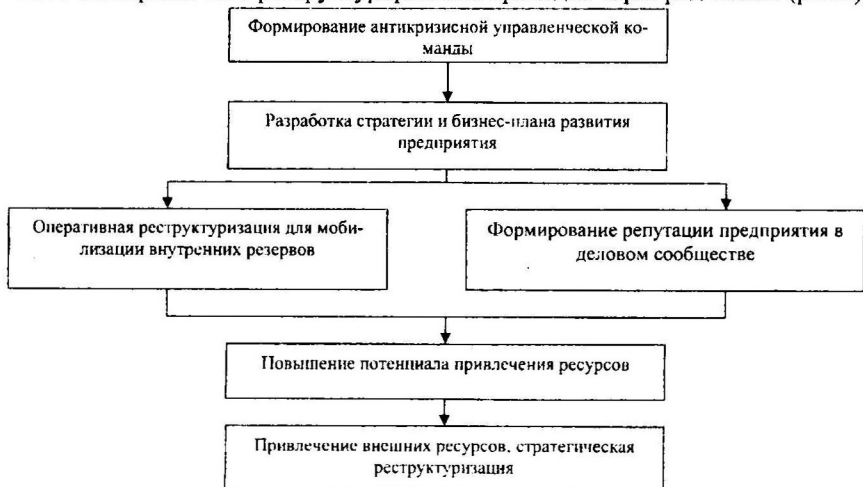 Формирование антикризисной управленческой ко-
манды
Разработка стратегии и бизнес-плана развития
предприятия
Оперативная реструктуризация для моби-
лизации внутренних резервов
Формирование репутации предприятия в
деловом сообществе
Повышение потенциала привлечения ресурсов
Привлечение внешних ресурсов, стратегическая
реструктуризация